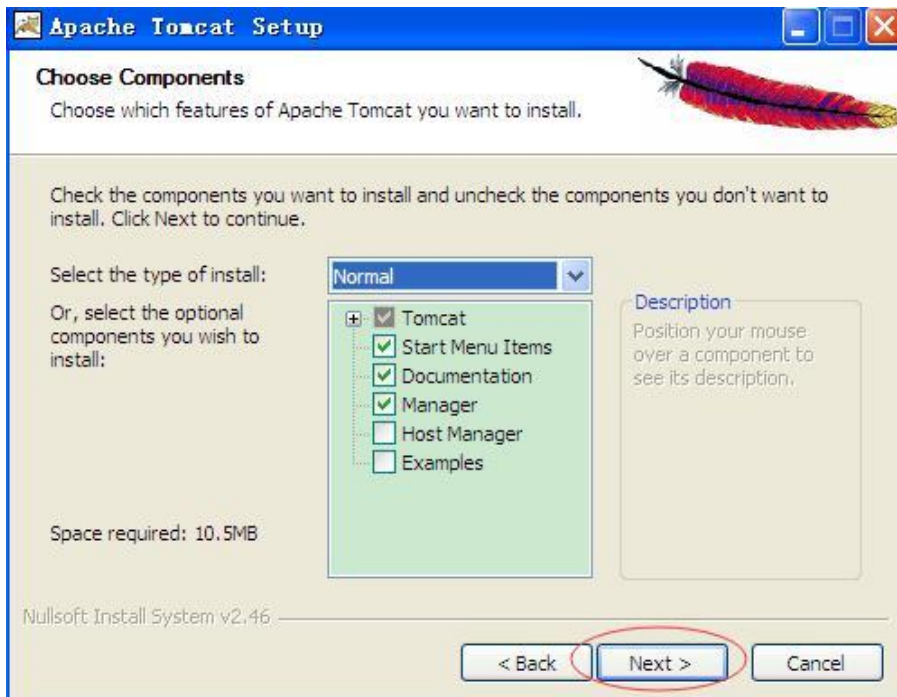 Apache Tomcat Setup
Choose Components
Choose which features of Apache Tomcat you want to install.
Check the components you want to install and uncheck the components you don't want to
install. Click Next to continue.
Select the type of install:
Normal
Or, select the optional
components you wish to
install:
Tomcat
Start Menu Items
Documentation
Manager
Host Manager
Examples
Description
Position your mouse
over a component to
see its description.
Space required: 10.5MB
Nullsoft Install System v2.46
< Back
Next >
Cancel